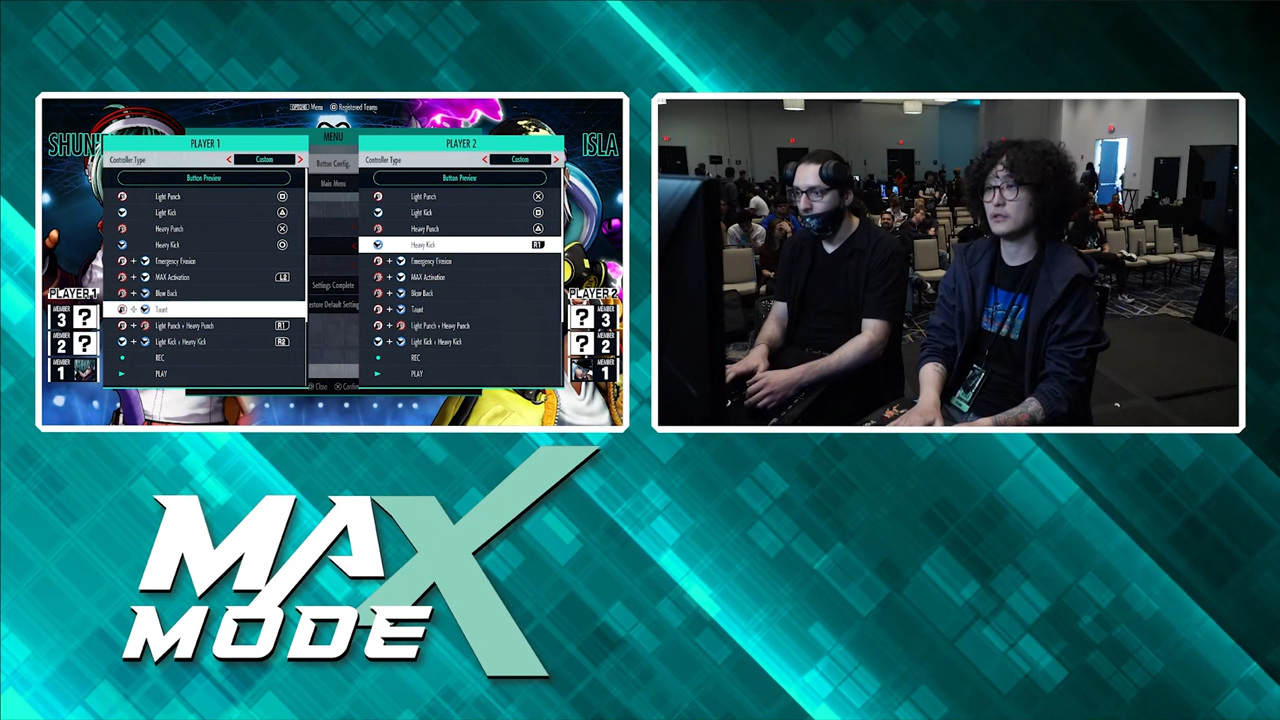 OPTIONS Menu Registered Teams
SHUN'E
ISLA
MENU
Button Config.
Main Menu
Settings Complete
estore Default Setting
Close Confirm
PLAYER 1
Controller Type Custom
Button Preview
Light Punch
Light Kick
Heavy Punch
Heavy Kick
+ Emergency Evasion
+ MAX Activation L2
+ Blow Back
+ Taunt
+ Light Punch + Heavy Punch R1
+ Light Kick + Heavy Kick R2
REC
PLAY
PLAYER 2
Controller Type Custom
Button Preview
Light Punch
Light Kick
Heavy Punch
Heavy Kick R1
+ Emergency Evasion
+ MAX Activation
+ Blow Back
+ Taunt
+ Light Punch + Heavy Punch
+ Light Kick + Heavy Kick
REC
PLAY
PLAYER 1
MEMBER
3 ?
MEMBER
2 ?
MEMBER
1
PLAYER 2
? MEMBER
3
? MEMBER
2
MEMBER
1
MAX
MODE